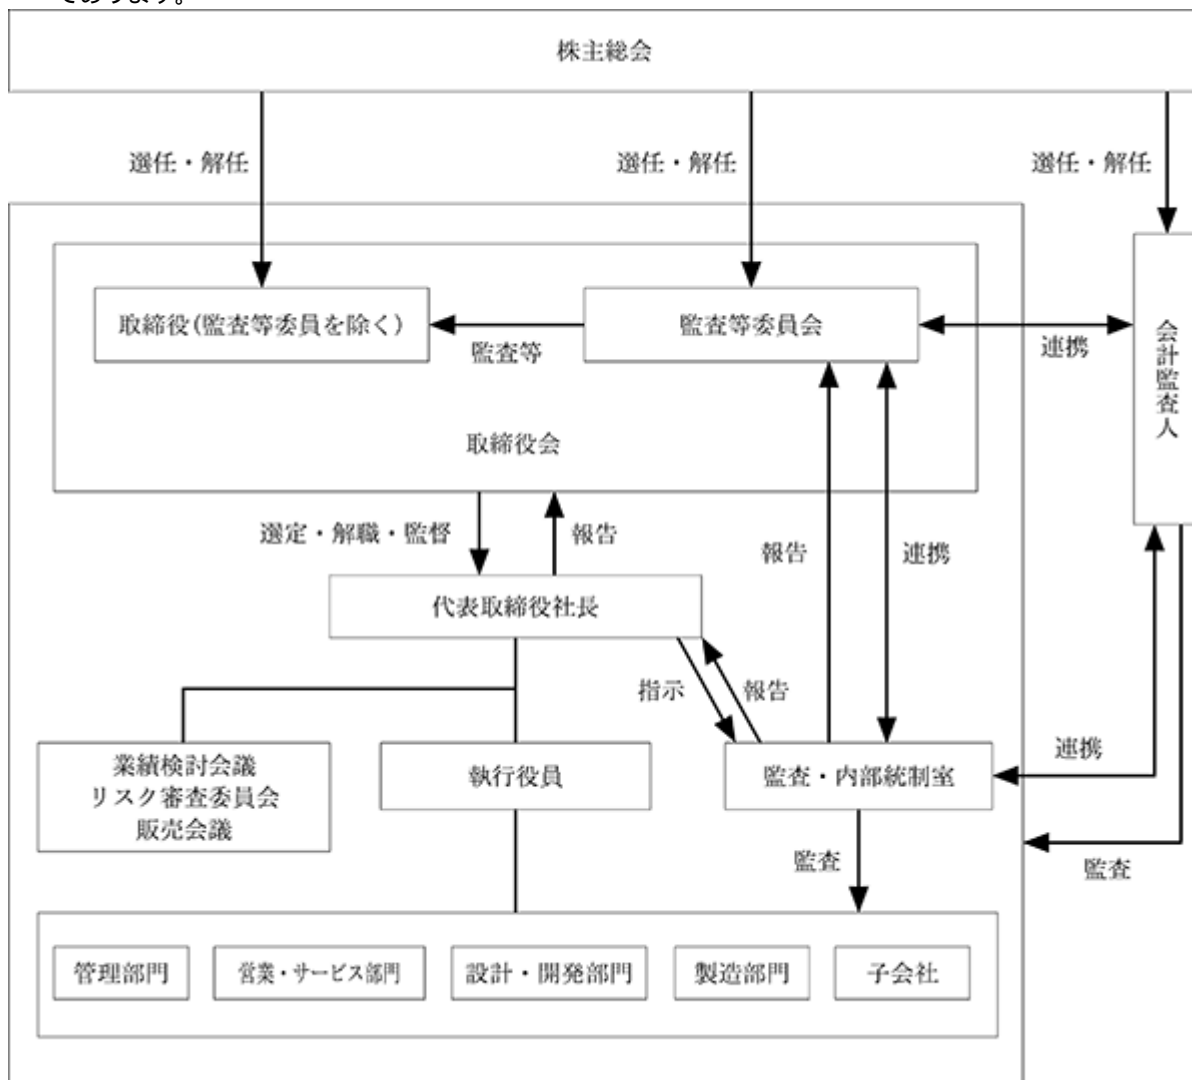 であります。
株主総会
選任・解任
選任・解任
選任・解任
取締役(監査等委員を除く)
監査等
監査等委員会
連携
会計監査人
取締役会
選定・解職・監督
報告
報告
連携
代表取締役社長
指示
報告
業績検討会議
リスク審査委員会
販売会議
執行役員
監査・内部統制室
連携
監査
監査
管理部門
営業・サービス部門
設計・開発部門
製造部門
子会社